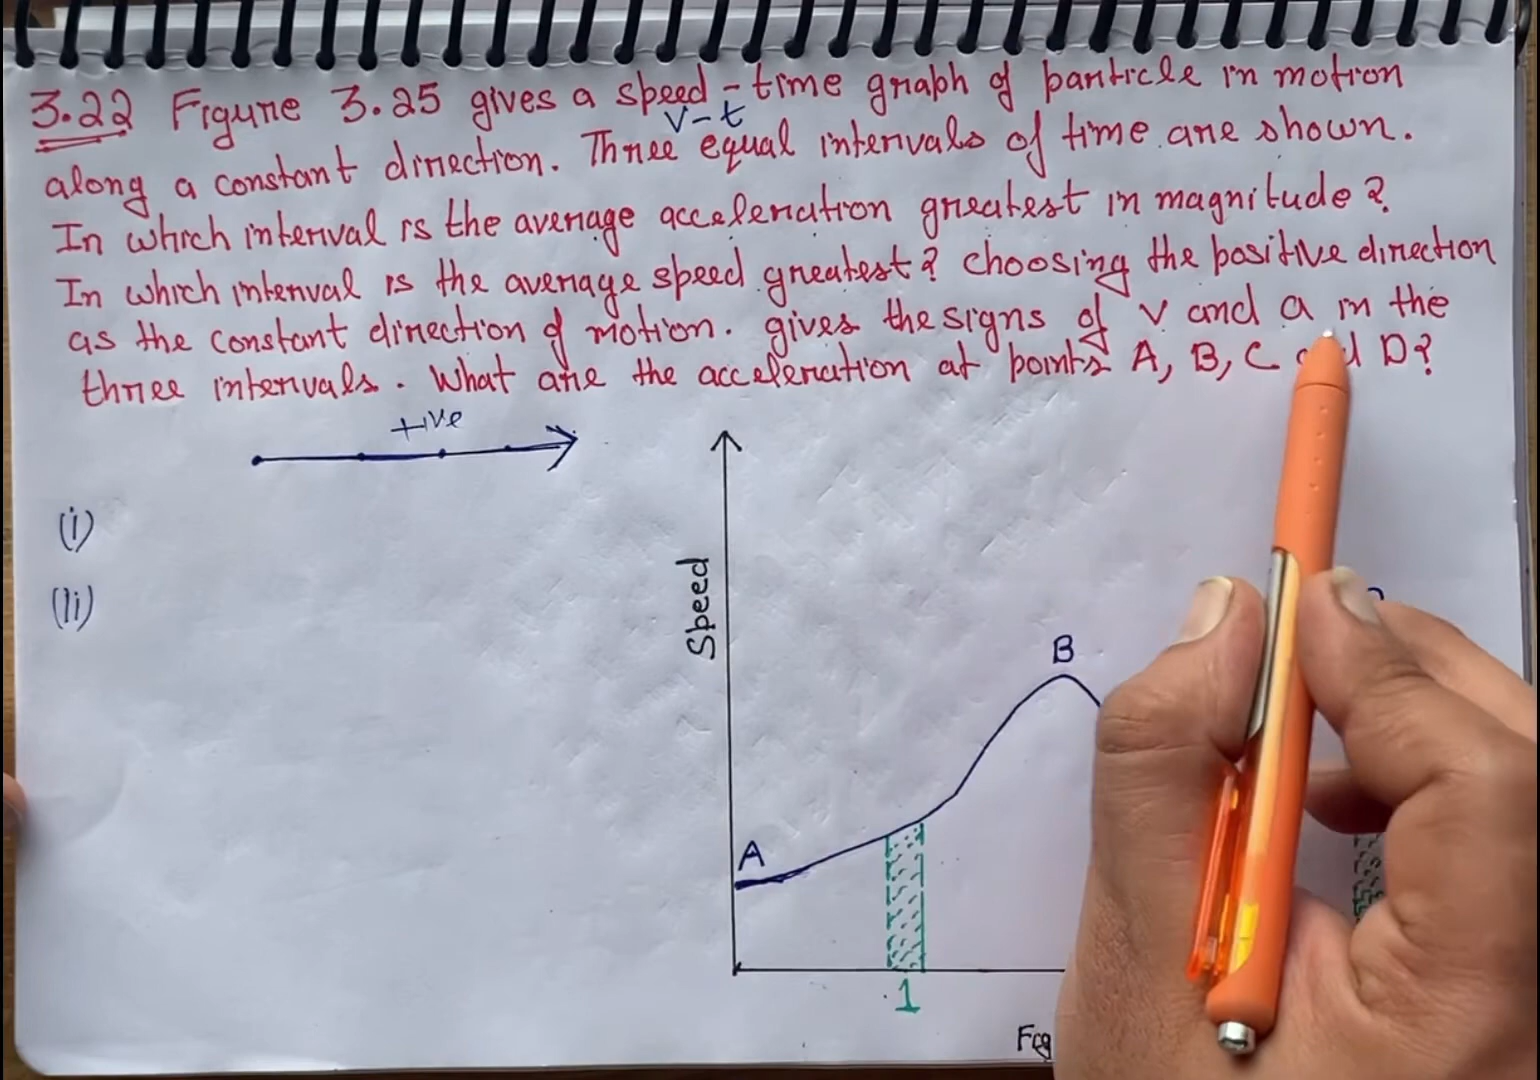 3.22 Figure 3.25 gives a speed-time graph of particle in motion
v-t
along a constant direction. Three equal intervals of time are shown.
In which interval is the average acceleration greatest in magnitude?
In which interval is the average speed greatest? Choosing the positive direction
as the constant direction of motion. gives the signs of v and a in the
three intervals. What are the acceleration at points A, B, C D?
+ive
(i)
(ii)
Speed
B
A
1
Fig